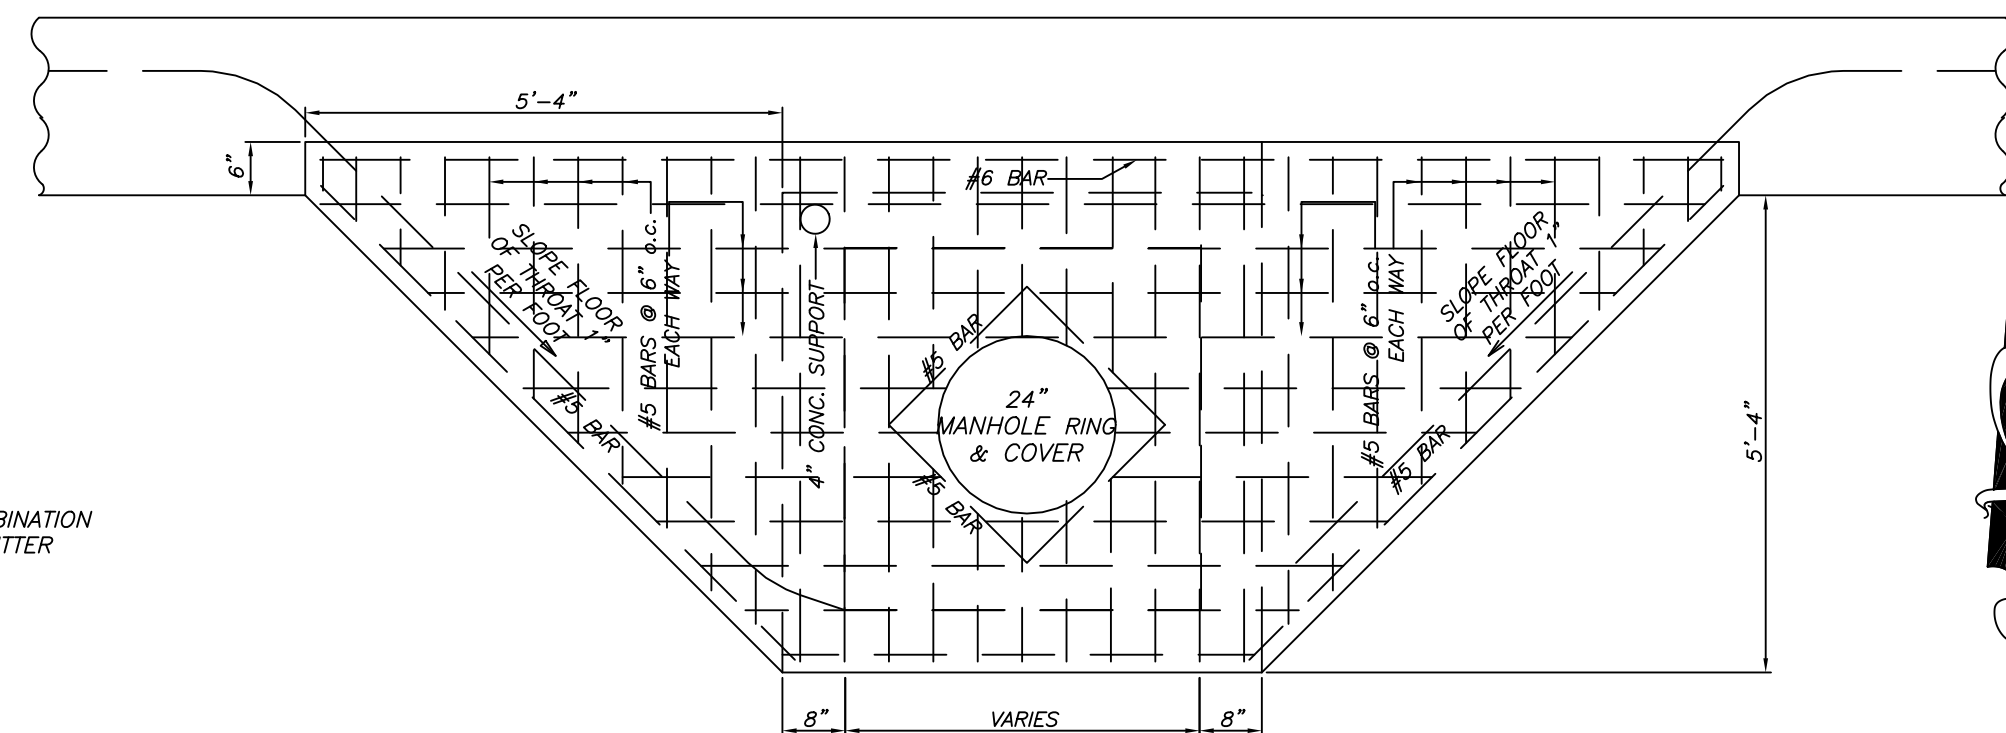 5'-4"
6"
#6 BAR
SLOPE FLOOR
OF THROAT 1"
PER FOOT
#5 BARS @ 6" o.c.
EACH WAY
4" CONC. SUPPORT
#5 BAR
24"
MANHOLE RING
& COVER
#5 BAR
#5 BARS @ 6" o.c.
EACH WAY
SLOPE FLOOR
OF THROAT 1"
PER FOOT
#5 BAR
#5 BAR
5'-4"
BINATION
TTER
8"
VARIES
8"